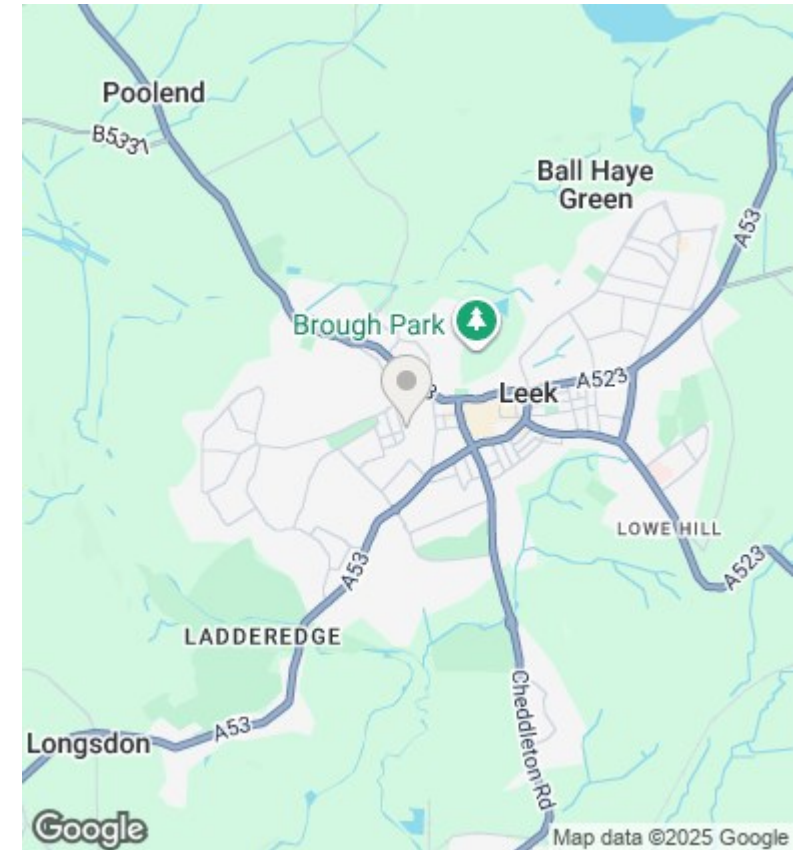 Poolend
B5331
Ball Haye
Green
A53
Brough Park
3
A523
Leek
LOWE HILL
A53
A523
LADDEREDGE
Cheddleton Rd
A53
Longsdon
Google
Map data ©2025 Google